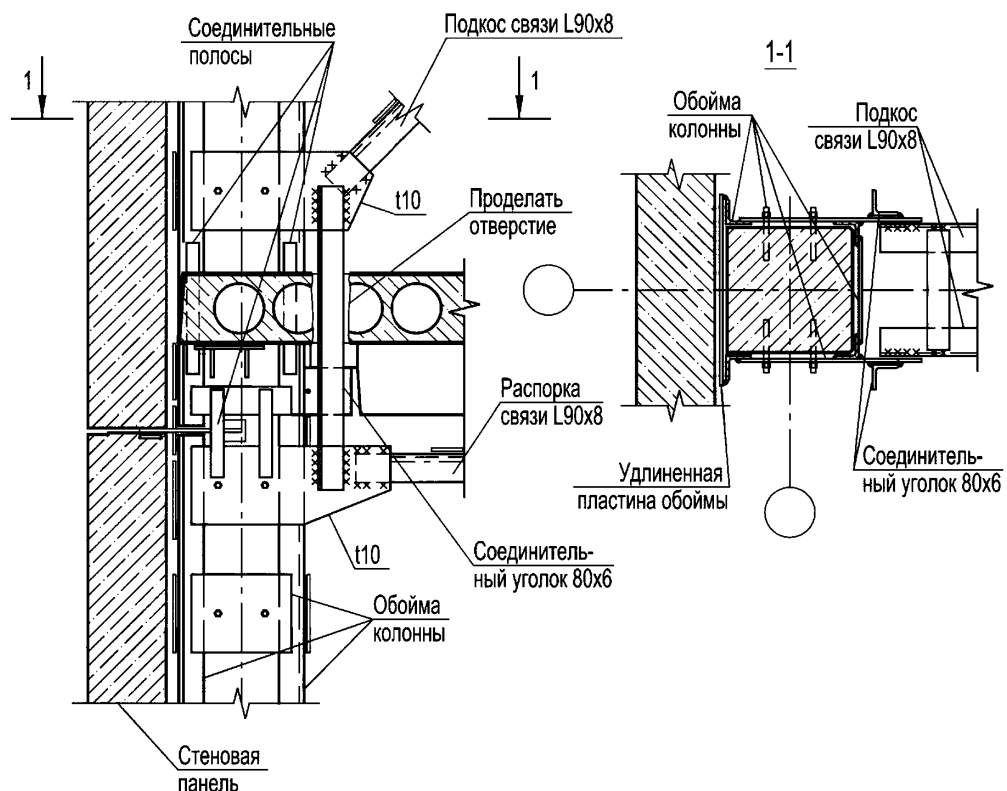 Соединительные
полосы
Подкос связи L90x8
1
1
t10
Проделать
отверстие
Распорка
связи L90x8
t10
Соединитель-
ный уголок 80x6
Обойма
колонны
Стеновая
панель
1-1
Обойма
колонны
Подкос
связи L90x8
Удлиненная
пластина обоймы
Соединитель-
ный уголок 80x6